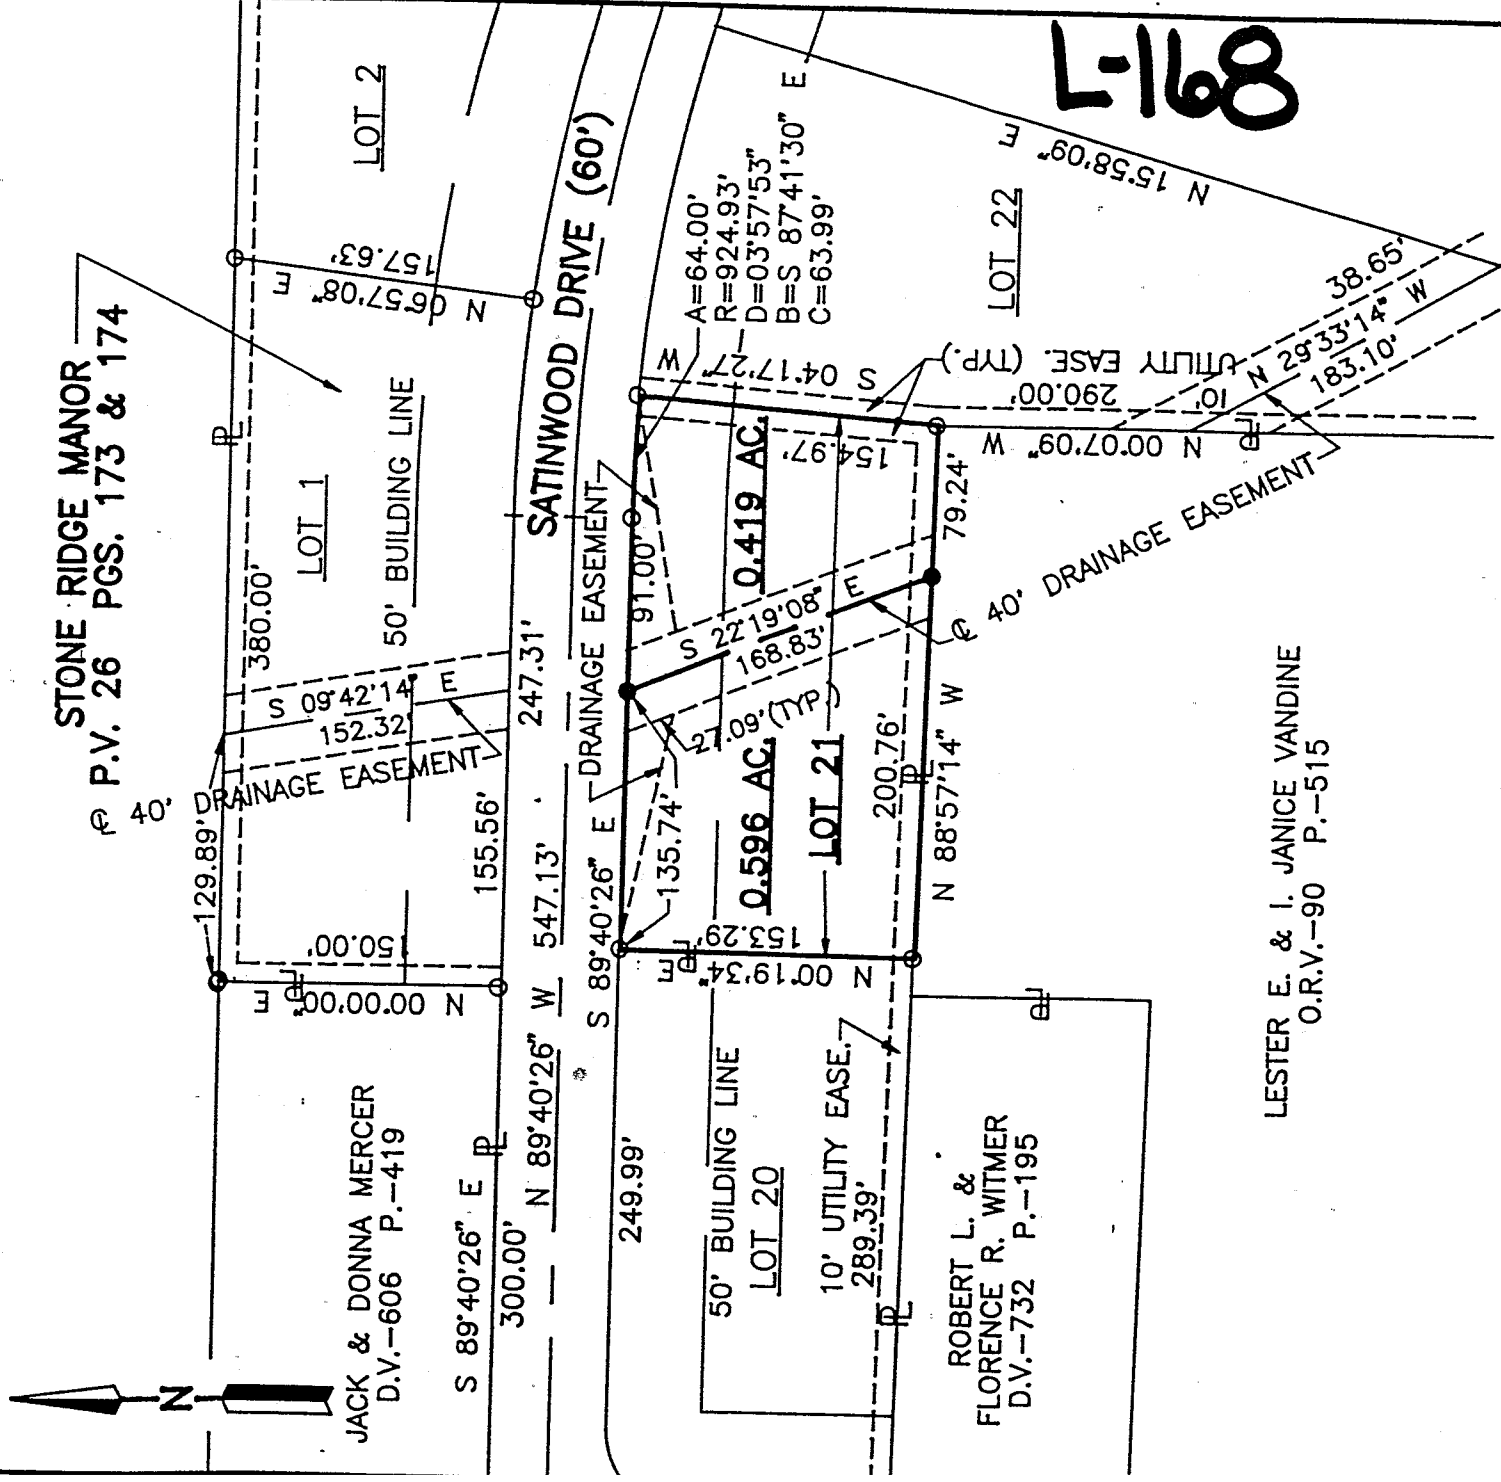 L-168
STONE RIDGE MANOR
P.V. 26 PGS. 173 & 174
LOT 2
157.63'
N 06°57'08" E
SATINWOOD DRIVE (60')
A=64.00'
R=924.93'
D=03°57'53"
B=S 87°41'30" E
C=63.99'
N 15°58'09" E
LOT 22
38.65'
N 29°33'14" W
183.10'
10' UTILITY EASE. (TYP.)
290.00'
S 04°17'27" W
154.97'
N 00°07'09" W
LOT 1
50' BUILDING LINE
380.00'
S 09°42'14" E
152.32'
℄ 40' DRAINAGE EASEMENT
129.89'
247.31'
155.56'
150.00'
N 00°00'00" E
DRAINAGE EASEMENT
91.00'
0.419 AC.
S 22°19'08" E
168.83'
79.24'
℄ 40' DRAINAGE EASEMENT
27.09'(TYP.)
135.74'
0.596 AC.
LOT 21
200.76'
N 88°57'14" W
153.29'
N 00°19'34" E
S 89°40'26" E
249.99'
N 89°40'26" W 547.13'
S 89°40'26" E
300.00'
JACK & DONNA MERCER
D.V.-606 P.-419
N
50' BUILDING LINE
LOT 20
10' UTILITY EASE.
289.39'
ROBERT L. &
FLORENCE R. WITMER
D.V.-732 P.-195
LESTER E. & I. JANICE VANDINE
O.R.V.-90 P.-515